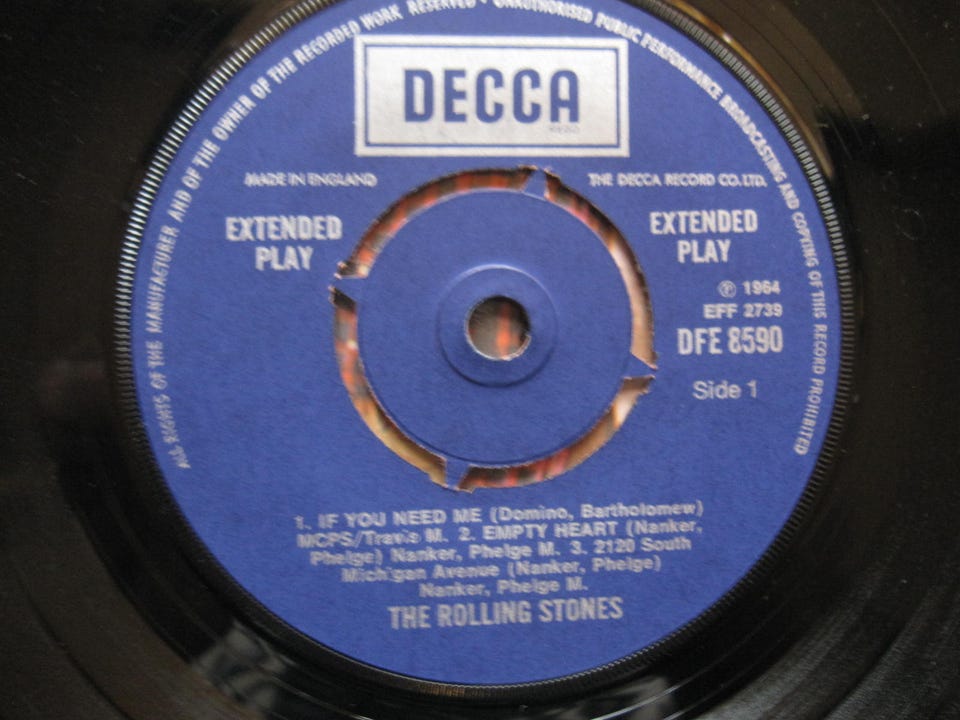 ALL RIGHTS OF THE MANUFACTURER AND OF THE OWNER OF THE RECORDED WORK RESERVED • UNAUTHORISED PUBLIC PERFORMANCE BROADCASTING AND COPYING OF THIS RECORD PROHIBITED
DECCA
MADE IN ENGLAND
THE DECCA RECORD CO. LTD.
EXTENDED
PLAY
EXTENDED
PLAY
℗ 1964
EFF 2739
DFE 8590
Side 1
1. IF YOU NEED ME (Domino, Bartholomew)
MCPS/Travis M. 2. EMPTY HEART (Nanker,
Phelge) Nanker, Phelge M. 3. 2120 South
Michigan Avenue (Nanker, Phelge)
Nanker, Phelge M.
THE ROLLING STONES